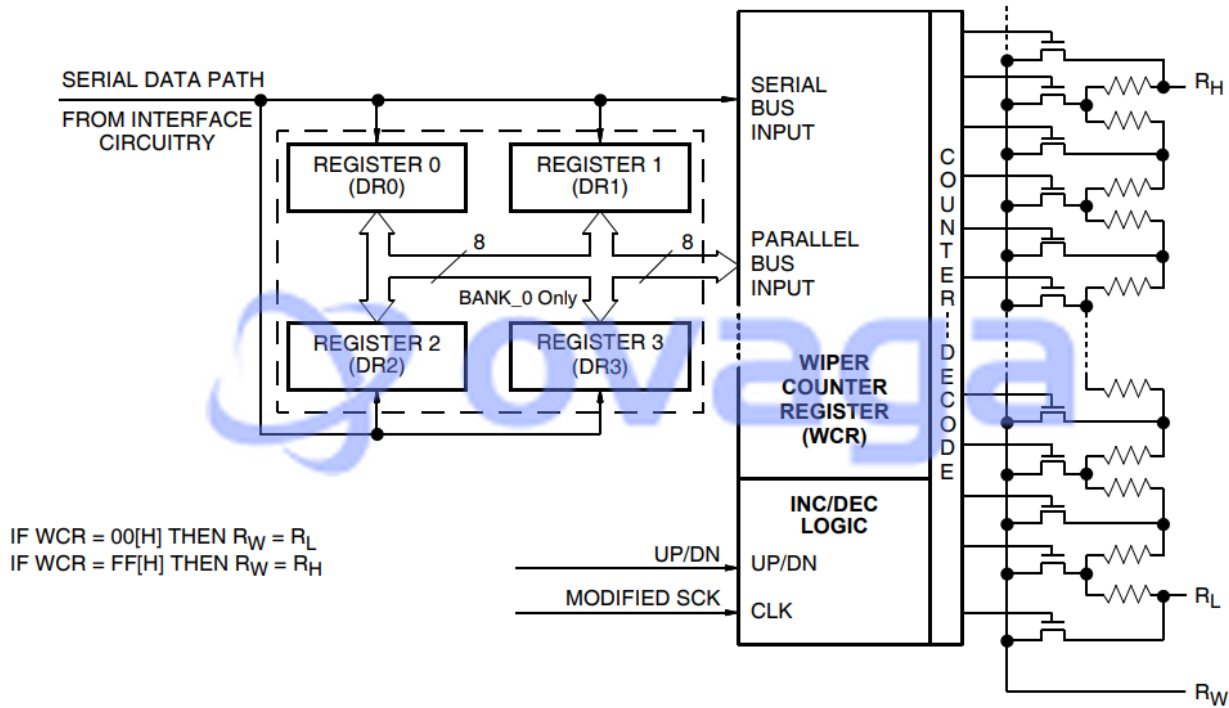 SERIAL DATA PATH
FROM INTERFACE
CIRCUITRY
REGISTER 0
(DR0)
REGISTER 1
(DR1)
8
8
BANK_0 Only
REGISTER 2
(DR2)
REGISTER 3
(DR3)
SERIAL
BUS
INPUT
PARALLEL
BUS
INPUT
WIPER
COUNTER
REGISTER
(WCR)
INC/DEC
LOGIC
UP/DN
UP/DN
MODIFIED SCK
CLK
COUNTER
DECODE
RH
RL
RW
IF WCR = 00[H] THEN RW = RL
IF WCR = FF[H] THEN RW = RH
ovaga